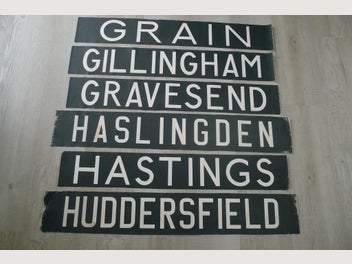 GRAIN
GILLINGHAM
GRAVESEND
HASLINGDEN
HASTINGS
HUDDERSFIELD